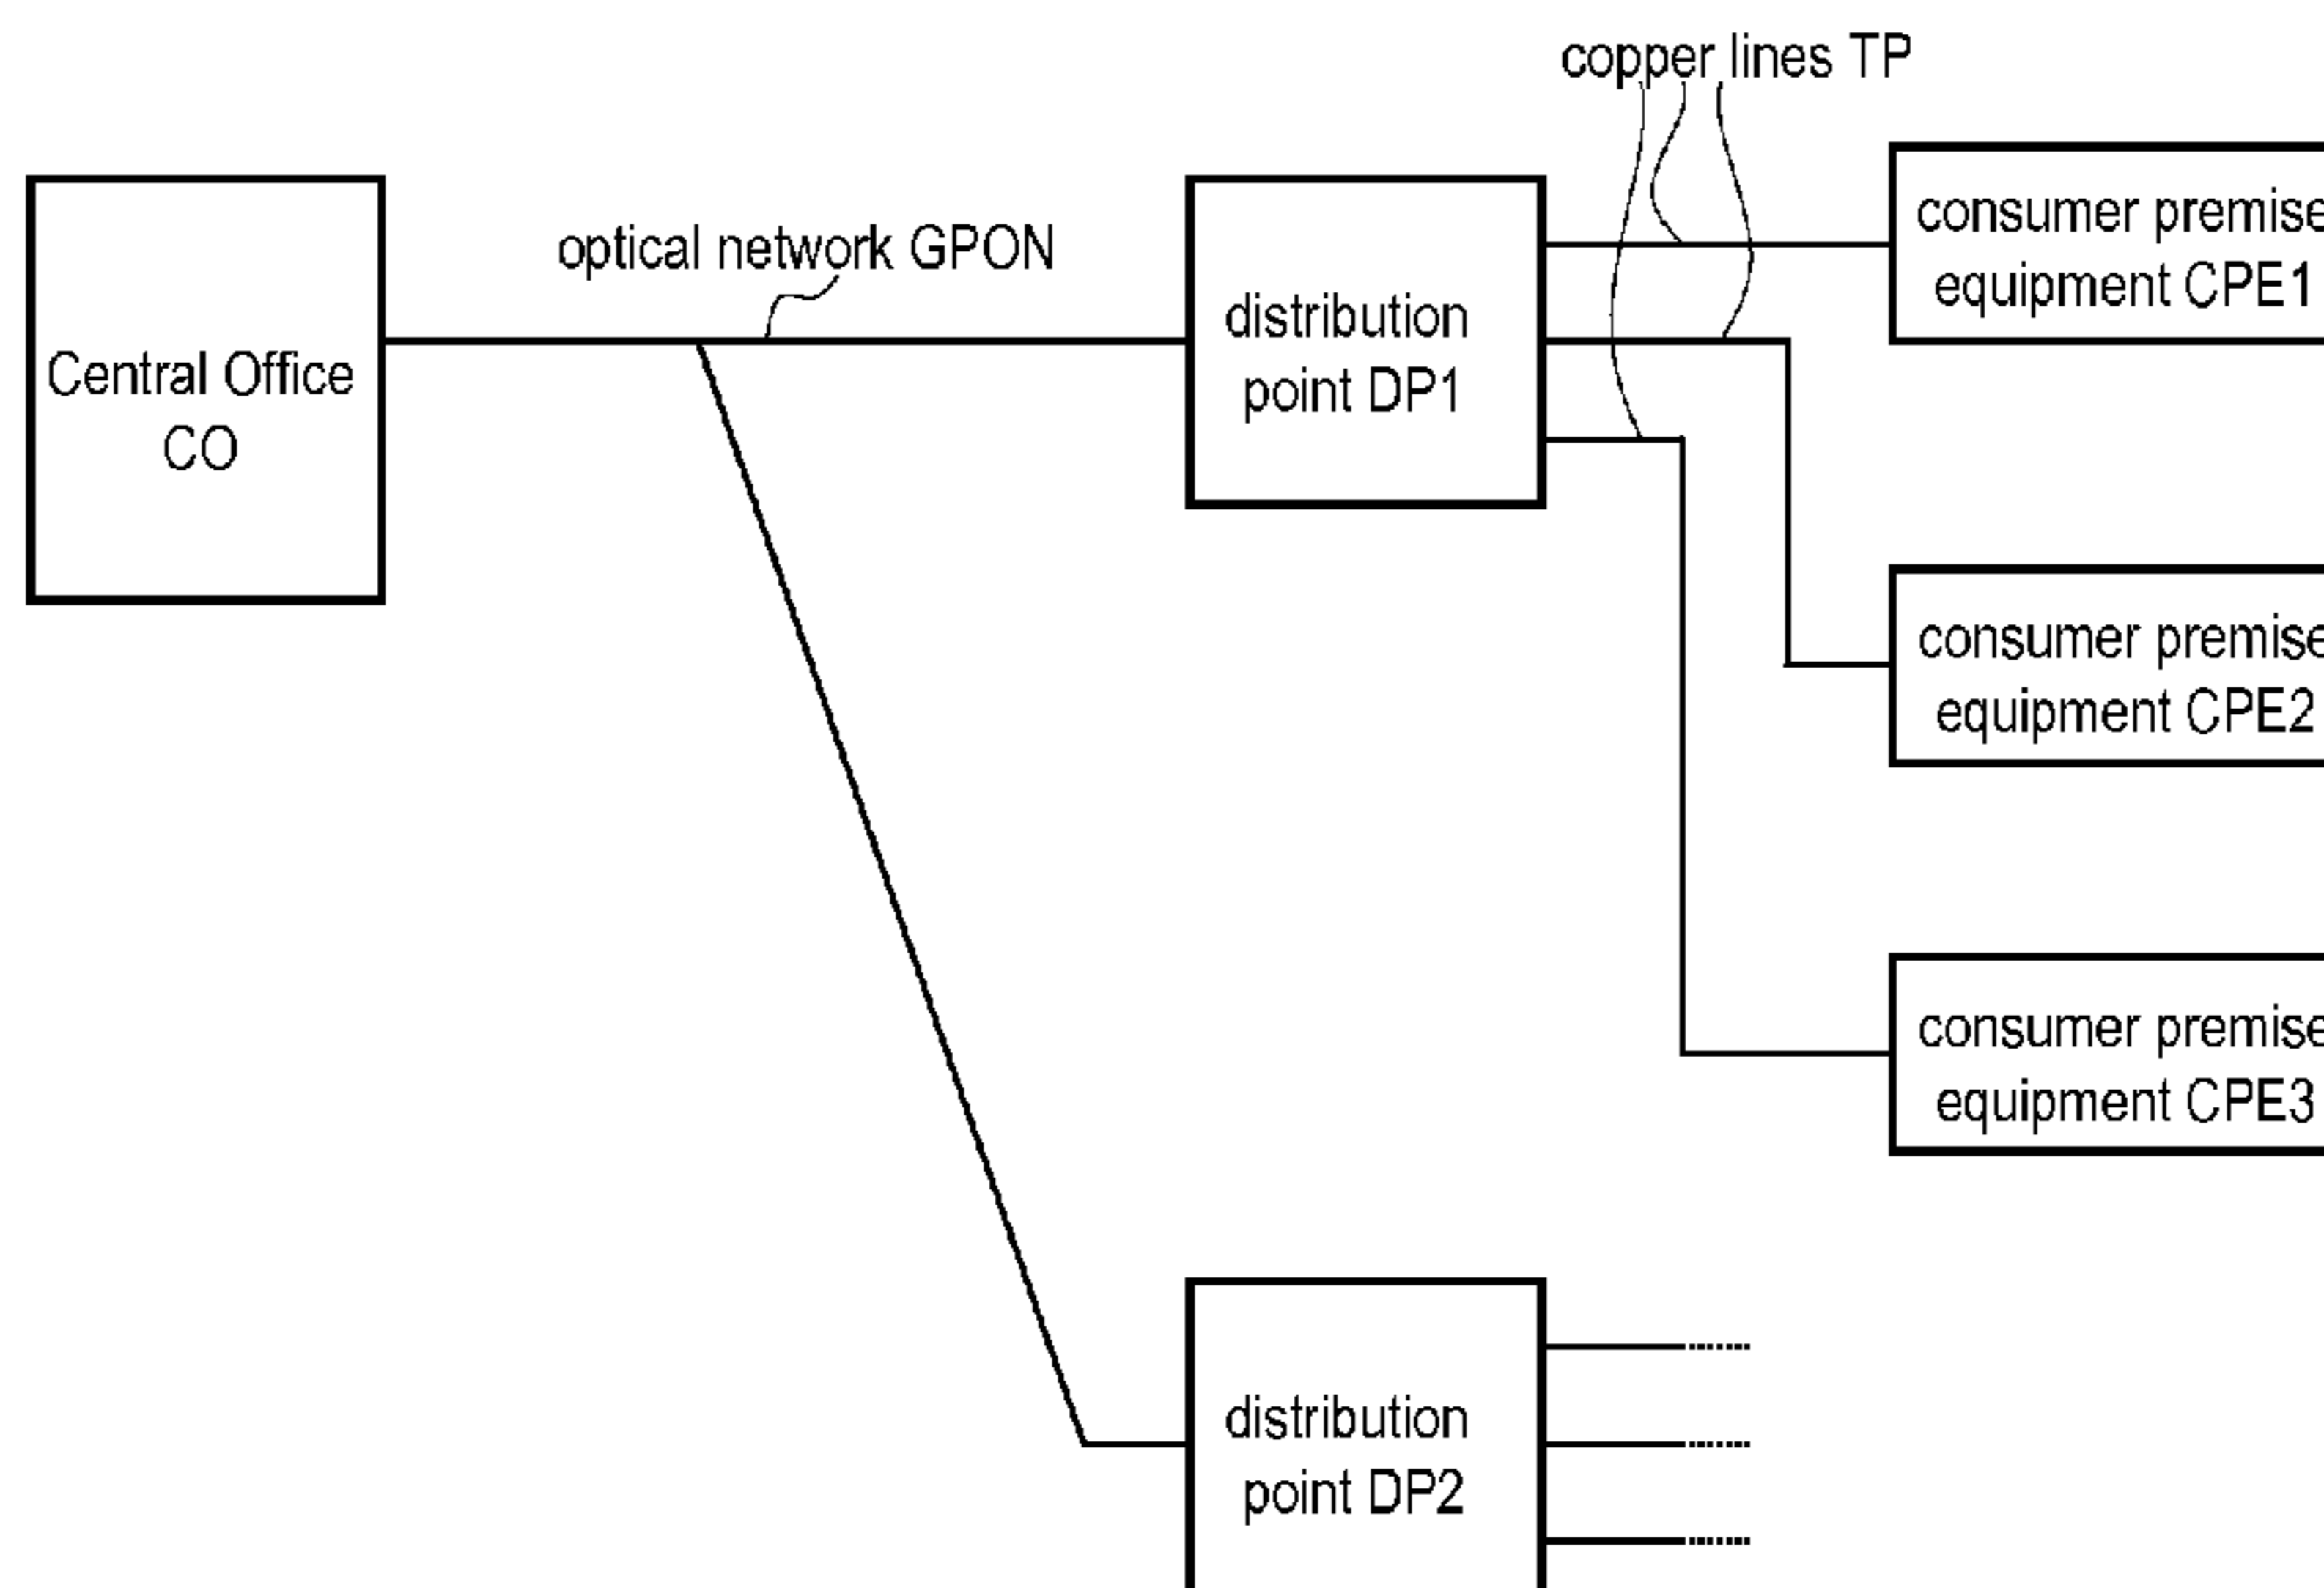 copper lines TP
optical network GPON
Central Office
CO
distribution
point DP1
consumer premise
equipment CPE1
consumer premise
equipment CPE2
consumer premise
equipment CPE3
distribution
point DP2